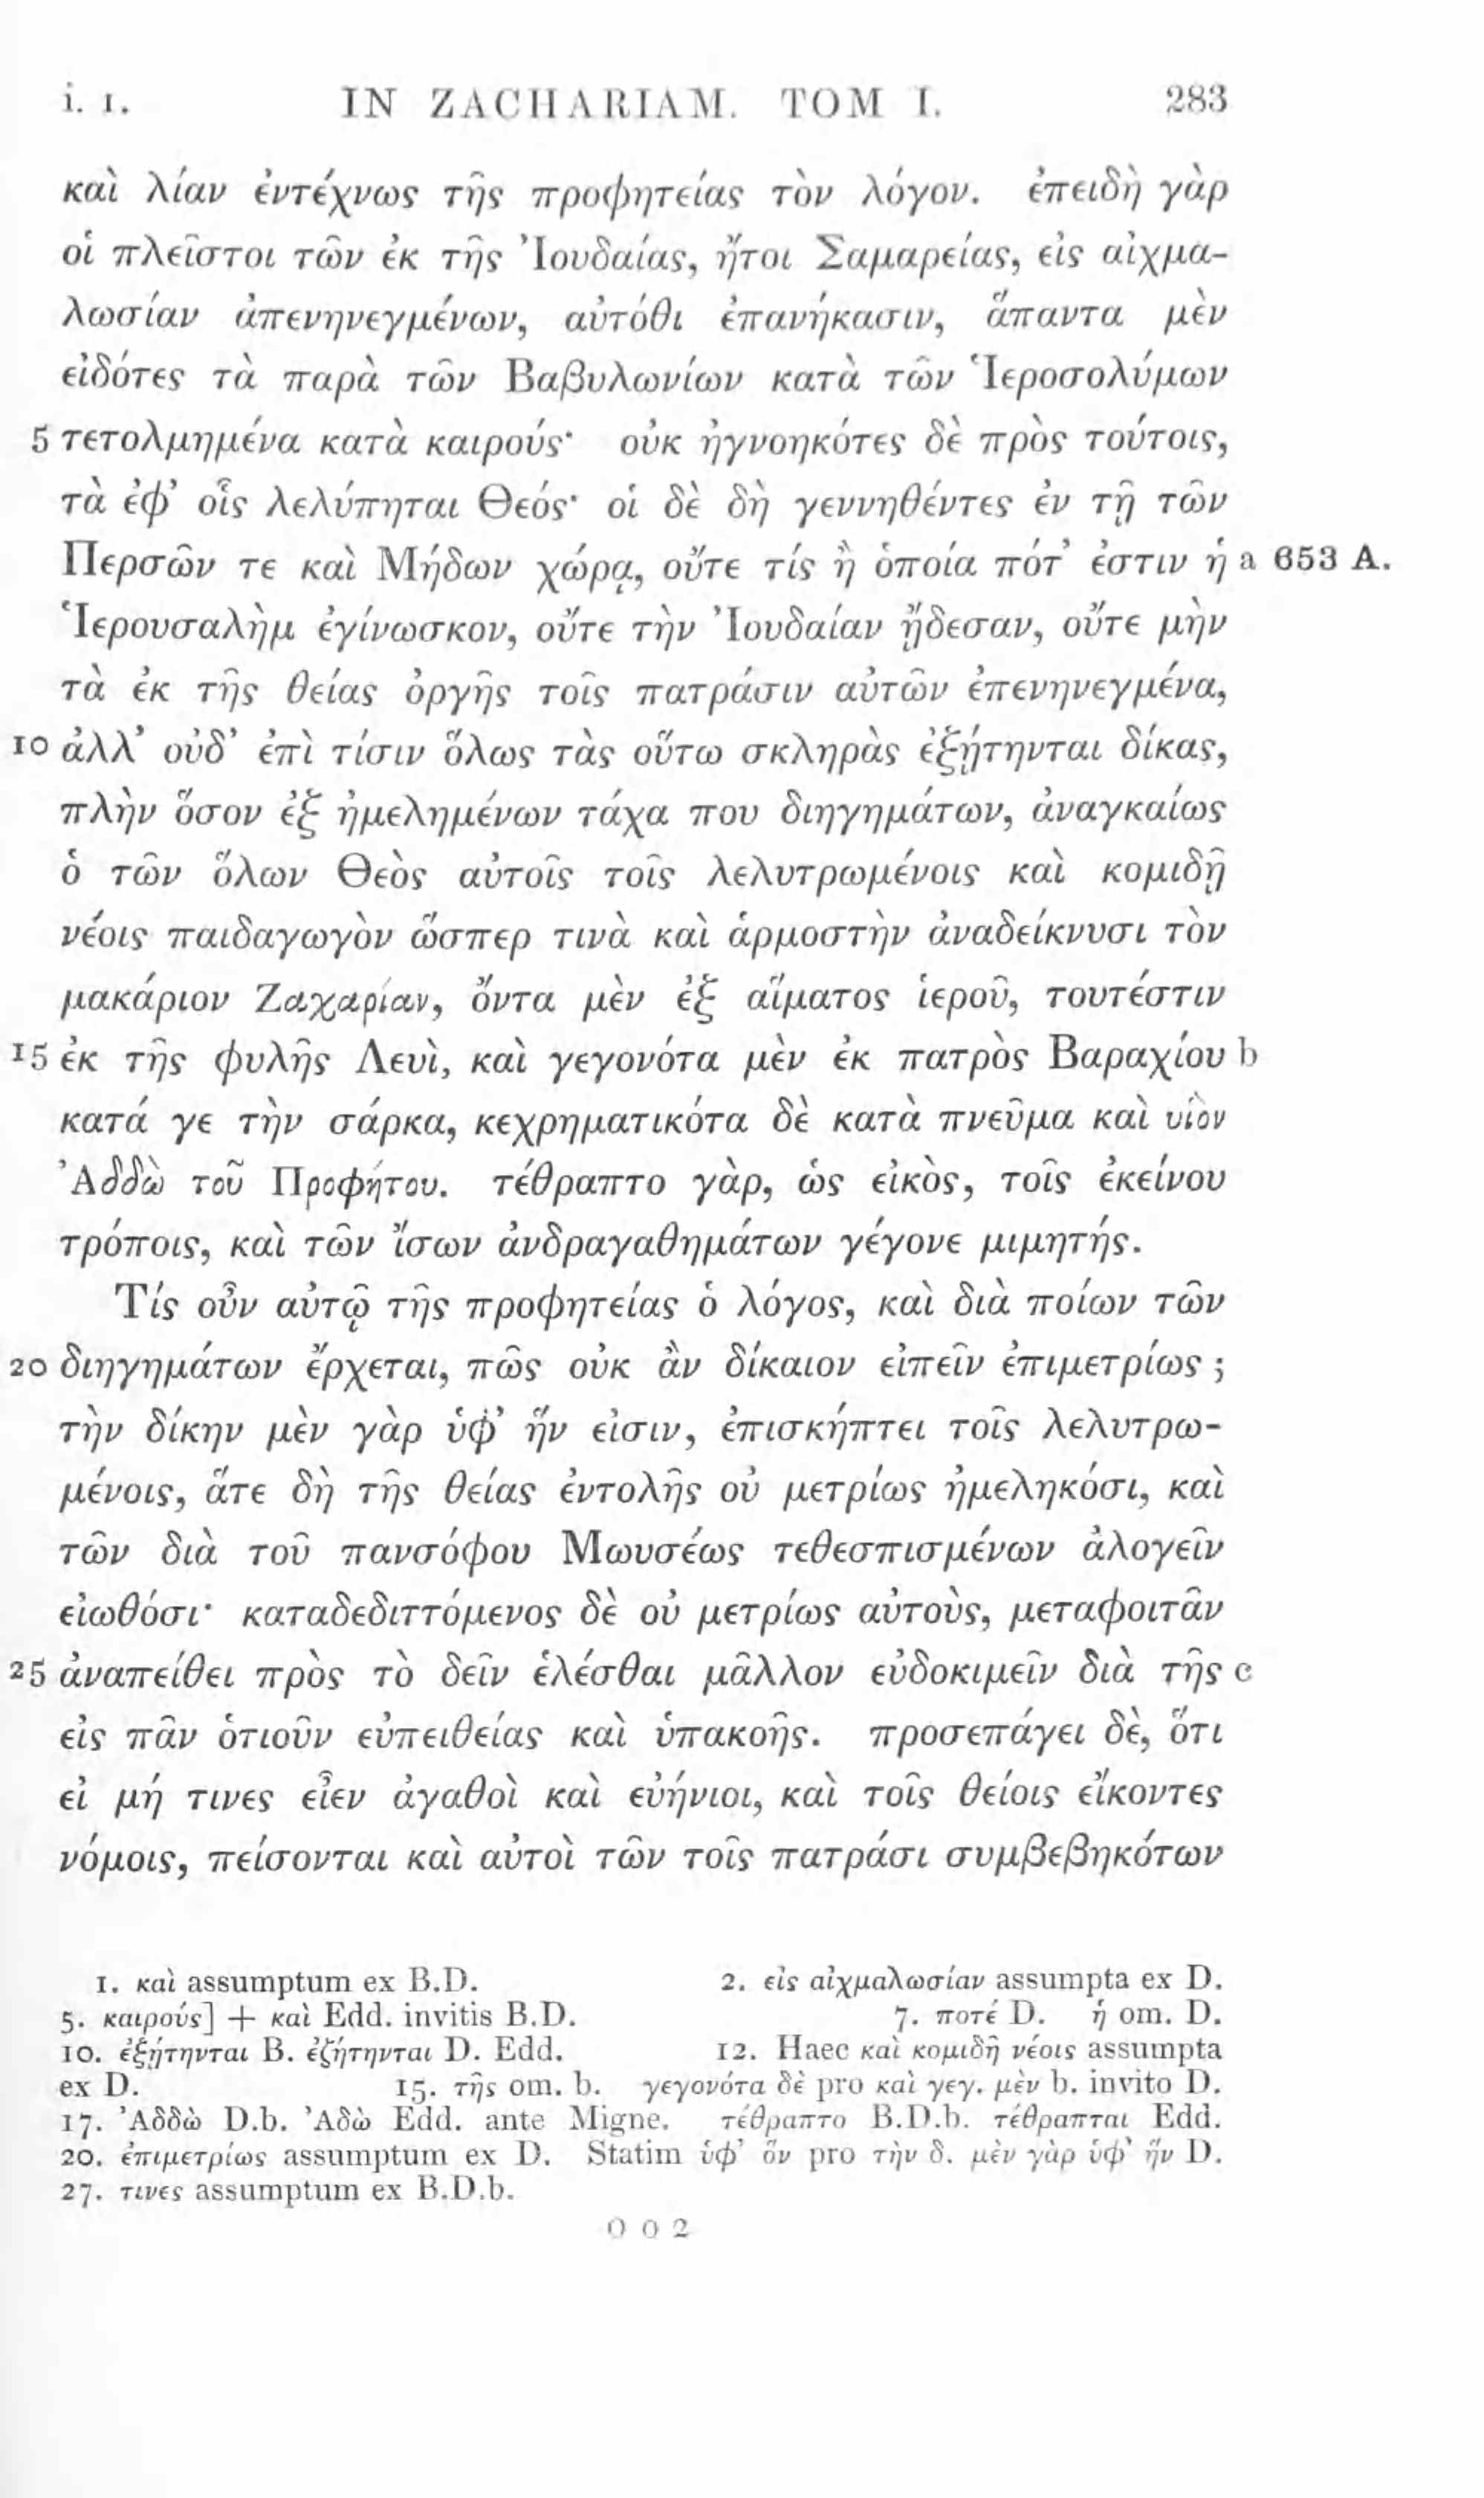 i. 1. IN ZACHARIAM. TOM I. 283
καὶ λίαν ἐντέχνως τῆς προφητείας τὸν λόγον. ἐπειδὴ γὰρ
οἱ πλεῖστοι τῶν ἐκ τῆς Ἰουδαίας, ἤτοι Σαμαρείας, εἰς αἰχμα-
λωσίαν ἀπενηνεγμένων, αὐτόθι ἐπανήκασιν, ἅπαντα μὲν
εἰδότες τὰ παρὰ τῶν Βαβυλωνίων κατὰ τῶν Ἱεροσολύμων
5 τετολμημένα κατὰ καιρούς· οὐκ ἠγνοηκότες δὲ πρὸς τούτοις,
τὰ ἐφ’ οἷς λελύπηται Θεός· οἱ δὲ δὴ γεννηθέντες ἐν τῇ τῶν
Περσῶν τε καὶ Μήδων χώρᾳ, οὔτε τίς ἢ ὁποία πότ’ ἐστιν ἡ a 653 A.
Ἱερουσαλὴμ ἐγίνωσκον, οὔτε τὴν Ἰουδαίαν ᾔδεσαν, οὔτε μὴν
τὰ ἐκ τῆς θείας ὀργῆς τοῖς πατράσιν αὐτῶν ἐπενηνεγμένα,
10 ἀλλ’ οὐδ’ ἐπὶ τίσιν ὅλως τὰς οὕτω σκληρὰς ἐξῄτηνται δίκας,
πλὴν ὅσον ἐξ ἠμελημένων τάχα που διηγημάτων, ἀναγκαίως
ὁ τῶν ὅλων Θεὸς αὐτοῖς τοῖς λελυτρωμένοις καὶ κομιδῇ
νέοις παιδαγωγὸν ὥσπερ τινὰ καὶ ἁρμοστὴν ἀναδείκνυσι τὸν
μακάριον Ζαχαρίαν, ὄντα μὲν ἐξ αἵματος ἱεροῦ, τουτέστιν
15 ἐκ τῆς φυλῆς Λευὶ, καὶ γεγονότα μὲν ἐκ πατρὸς Βαραχίου b
κατά γε τὴν σάρκα, κεχρηματικότα δὲ κατὰ πνεῦμα καὶ υἱὸν
Ἀδδὼ τοῦ Προφήτου. τέθραπτο γὰρ, ὡς εἰκὸς, τοῖς ἐκείνου
τρόποις, καὶ τῶν ἴσων ἀνδραγαθημάτων γέγονε μιμητής.
Τίς οὖν αὐτῷ τῆς προφητείας ὁ λόγος, καὶ διὰ ποίων τῶν
20 διηγημάτων ἔρχεται, πῶς οὐκ ἂν δίκαιον εἰπεῖν ἐπιμετρίως ;
τὴν δίκην μὲν γὰρ ὑφ’ ἥν εἰσιν, ἐπισκήπτει τοῖς λελυτρω-
μένοις, ἅτε δὴ τῆς θείας ἐντολῆς οὐ μετρίως ἠμεληκόσι, καὶ
τῶν διὰ τοῦ πανσόφου Μωυσέως τεθεσπισμένων ἀλογεῖν
εἰωθόσι· καταδεδιττόμενος δὲ οὐ μετρίως αὐτοὺς, μεταφοιτᾶν
25 ἀναπείθει πρὸς τὸ δεῖν ἑλέσθαι μᾶλλον εὐδοκιμεῖν διὰ τῆς c
εἰς πᾶν ὁτιοῦν εὐπειθείας καὶ ὑπακοῆς. προσεπάγει δὲ, ὅτι
εἰ μή τινες εἶεν ἀγαθοὶ καὶ εὐήνιοι, καὶ τοῖς θείοις εἴκοντες
νόμοις, πείσονται καὶ αὐτοὶ τῶν τοῖς πατράσι συμβεβηκότων
1. καὶ assumptum ex B.D. 2. εἰς αἰχμαλωσίαν assumpta ex D.
5. καιρούς] + καὶ Edd. invitis B.D. 7. ποτέ D. ἡ om. D.
10. ἐξῄτηνται B. ἐζήτηνται D. Edd. 12. Haec καὶ κομιδῇ νέοις assumpta
ex D. 15. τῆς om. b. γεγονότα δὲ pro καὶ γεγ. μὲν b. invito D.
17. Ἀδδὼ D.b. Ἀδὼ Edd. ante Migne. τέθραπτο B.D.b. τέθραπται Edd.
20. ἐπιμετρίως assumptum ex D. Statim ὑφ’ ὃν pro τὴν δ. μὲν γὰρ ὑφ’ ἥν D.
27. τινες assumptum ex B.D.b.
O O 2